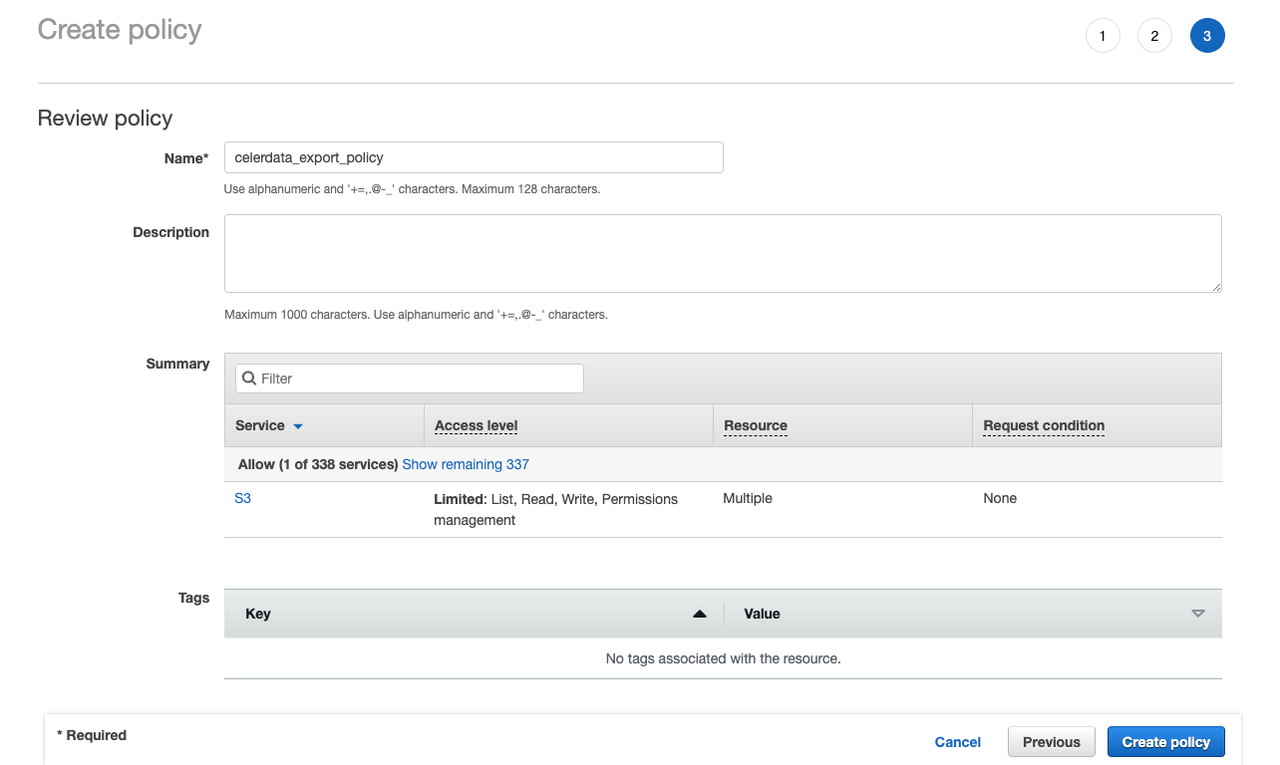 Create policy
1 2 3
Review policy
Name* celerdata_export_policy
Use alphanumeric and '+=,.@-_' characters. Maximum 128 characters.
Description
Maximum 1000 characters. Use alphanumeric and '+=,.@-_' characters.
Summary
Filter
Service Access level Resource Request condition
Allow (1 of 338 services) Show remaining 337
S3 Limited: List, Read, Write, Permissions Multiple None
management
Tags
Key Value
No tags associated with the resource.
* Required
Cancel Previous Create policy